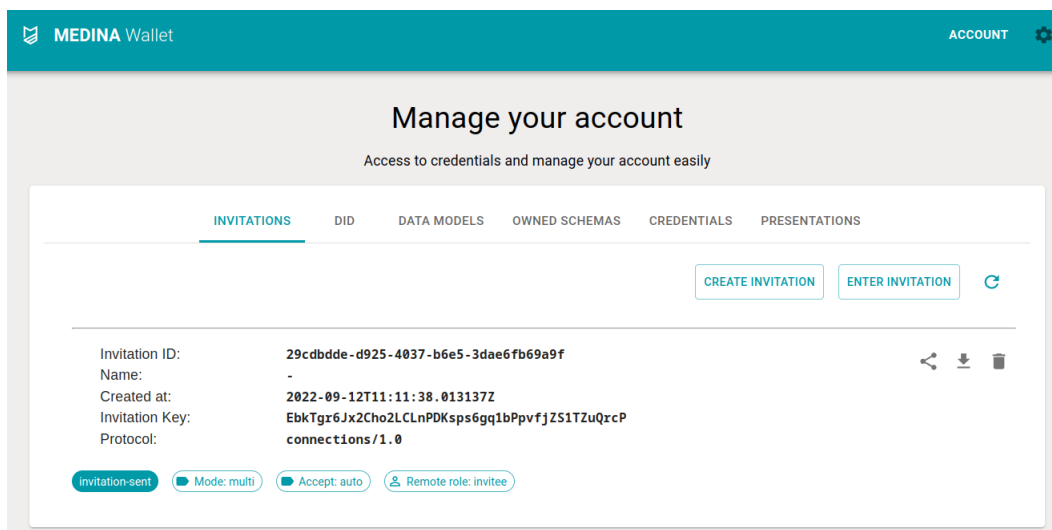 MEDINA Wallet
ACCOUNT
Manage your account
Access to credentials and manage your account easily
INVITATIONS DID DATA MODELS OWNED SCHEMAS CREDENTIALS PRESENTATIONS
CREATE INVITATION ENTER INVITATION
Invitation ID: 29cdbdde-d925-4037-b6e5-3dae6fb69a9f
Name: -
Created at: 2022-09-12T11:11:38.013137Z
Invitation Key: EbkTgr6Jx2Cho2LCLnPDKsps6gq1bPpvfjZS1TZuQrcP
Protocol: connections/1.0
invitation-sent Mode: multi Accept: auto Remote role: invitee